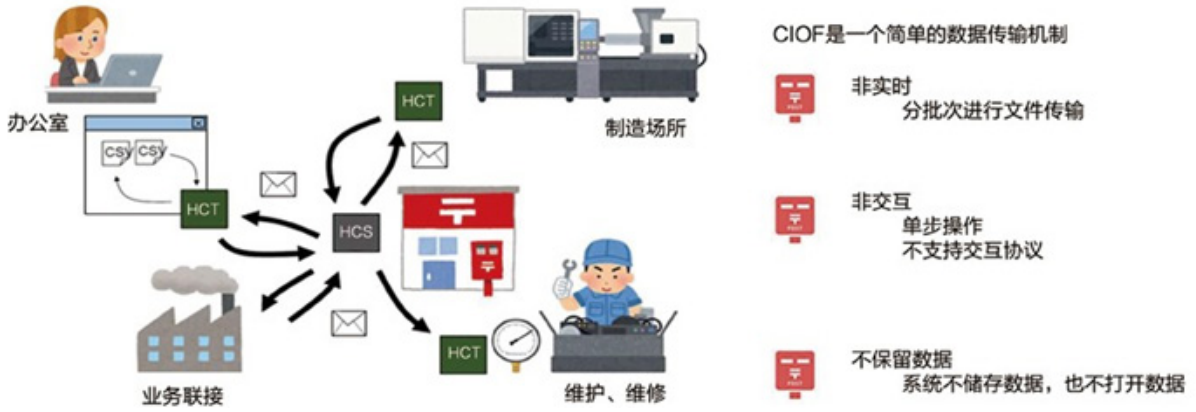 办公室
CSV
CSV
HCT
HCT
HCS
制造场所
业务联接
HCT
维护、维修
CIOF是一个简单的数据传输机制
POST
非实时
分批次进行文件传输
POST
非交互
单步操作
不支持交互协议
POST
不保留数据
系统不储存数据，也不打开数据